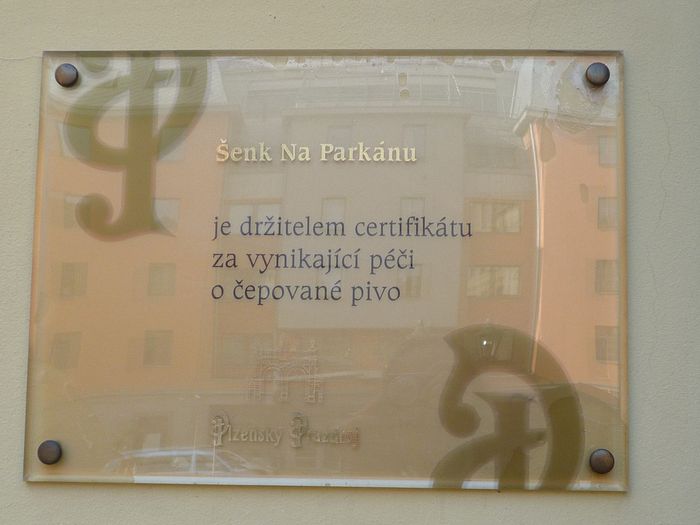 Šenk Na Parkánu
je držitelem certifikátu
za vynikající péči
o čepované pivo
Plzeňský Prazdroj